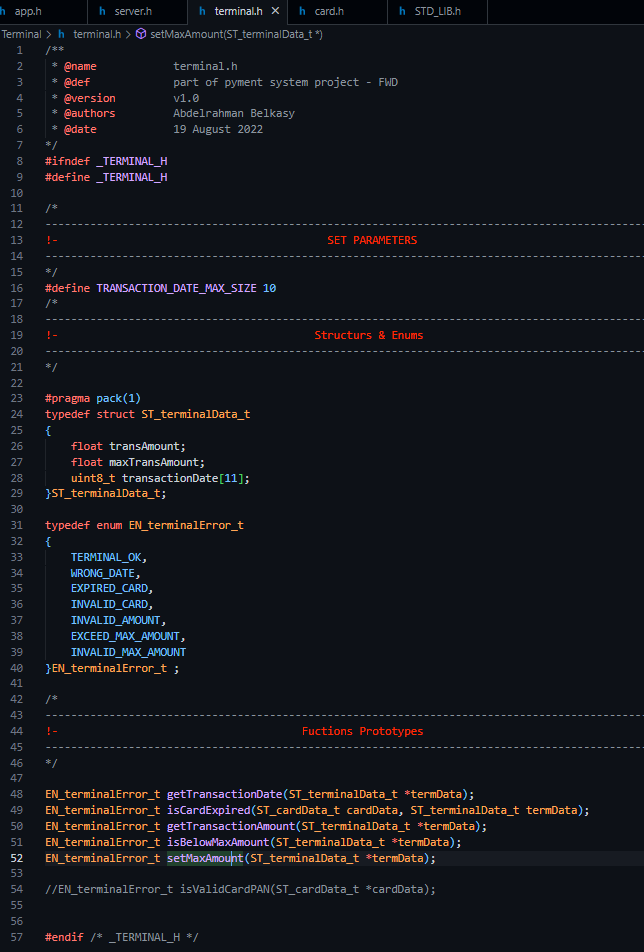 h app.h h server.h h terminal.h × h card.h h STD_LIB.h
Terminal > h terminal.h > setMaxAmount(ST_terminalData_t *)
1 /**
2 * @name terminal.h
3 * @def part of pyment system project - FWD
4 * @version v1.0
5 * @authors Abdelrahman Belkasy
6 * @date 19 August 2022
7 */
8 #ifndef _TERMINAL_H
9 #define _TERMINAL_H
10
11 /*
12 ---------------------------------------------------------------------------------------------
13 !- SET PARAMETERS
14 ---------------------------------------------------------------------------------------------
15 */
16 #define TRANSACTION_DATE_MAX_SIZE 10
17 /*
18 ---------------------------------------------------------------------------------------------
19 !- Structurs & Enums
20 ---------------------------------------------------------------------------------------------
21 */
22
23 #pragma pack(1)
24 typedef struct ST_terminalData_t
25 {
26 float transAmount;
27 float maxTransAmount;
28 uint8_t transactionDate[11];
29 }ST_terminalData_t;
30
31 typedef enum EN_terminalError_t
32 {
33 TERMINAL_OK,
34 WRONG_DATE,
35 EXPIRED_CARD,
36 INVALID_CARD,
37 INVALID_AMOUNT,
38 EXCEED_MAX_AMOUNT,
39 INVALID_MAX_AMOUNT
40 }EN_terminalError_t ;
41
42 /*
43 ---------------------------------------------------------------------------------------------
44 !- Fuctions Prototypes
45 ---------------------------------------------------------------------------------------------
46 */
47
48 EN_terminalError_t getTransactionDate(ST_terminalData_t *termData);
49 EN_terminalError_t isCardExpired(ST_cardData_t cardData, ST_terminalData_t termData);
50 EN_terminalError_t getTransactionAmount(ST_terminalData_t *termData);
51 EN_terminalError_t isBelowMaxAmount(ST_terminalData_t *termData);
52 EN_terminalError_t setMaxAmount(ST_terminalData_t *termData);
53
54 //EN_terminalError_t isValidCardPAN(ST_cardData_t *cardData);
55
56
57 #endif /* _TERMINAL_H */